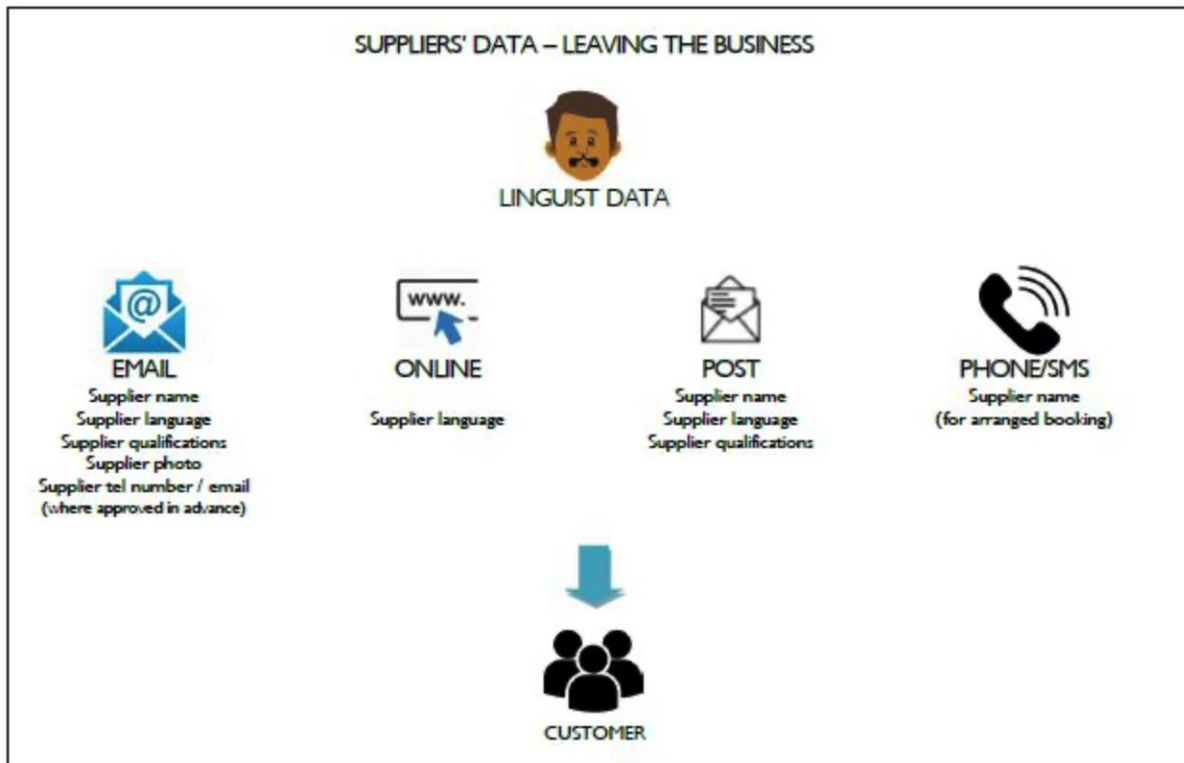 SUPPLIERS' DATA – LEAVING THE BUSINESS
LINGUIST DATA
@
EMAIL
Supplier name
Supplier language
Supplier qualifications
Supplier photo
Supplier tel number / email
(where approved in advance)
www.
ONLINE
Supplier language
POST
Supplier name
Supplier language
Supplier qualifications
PHONE/SMS
Supplier name
(for arranged booking)
CUSTOMER